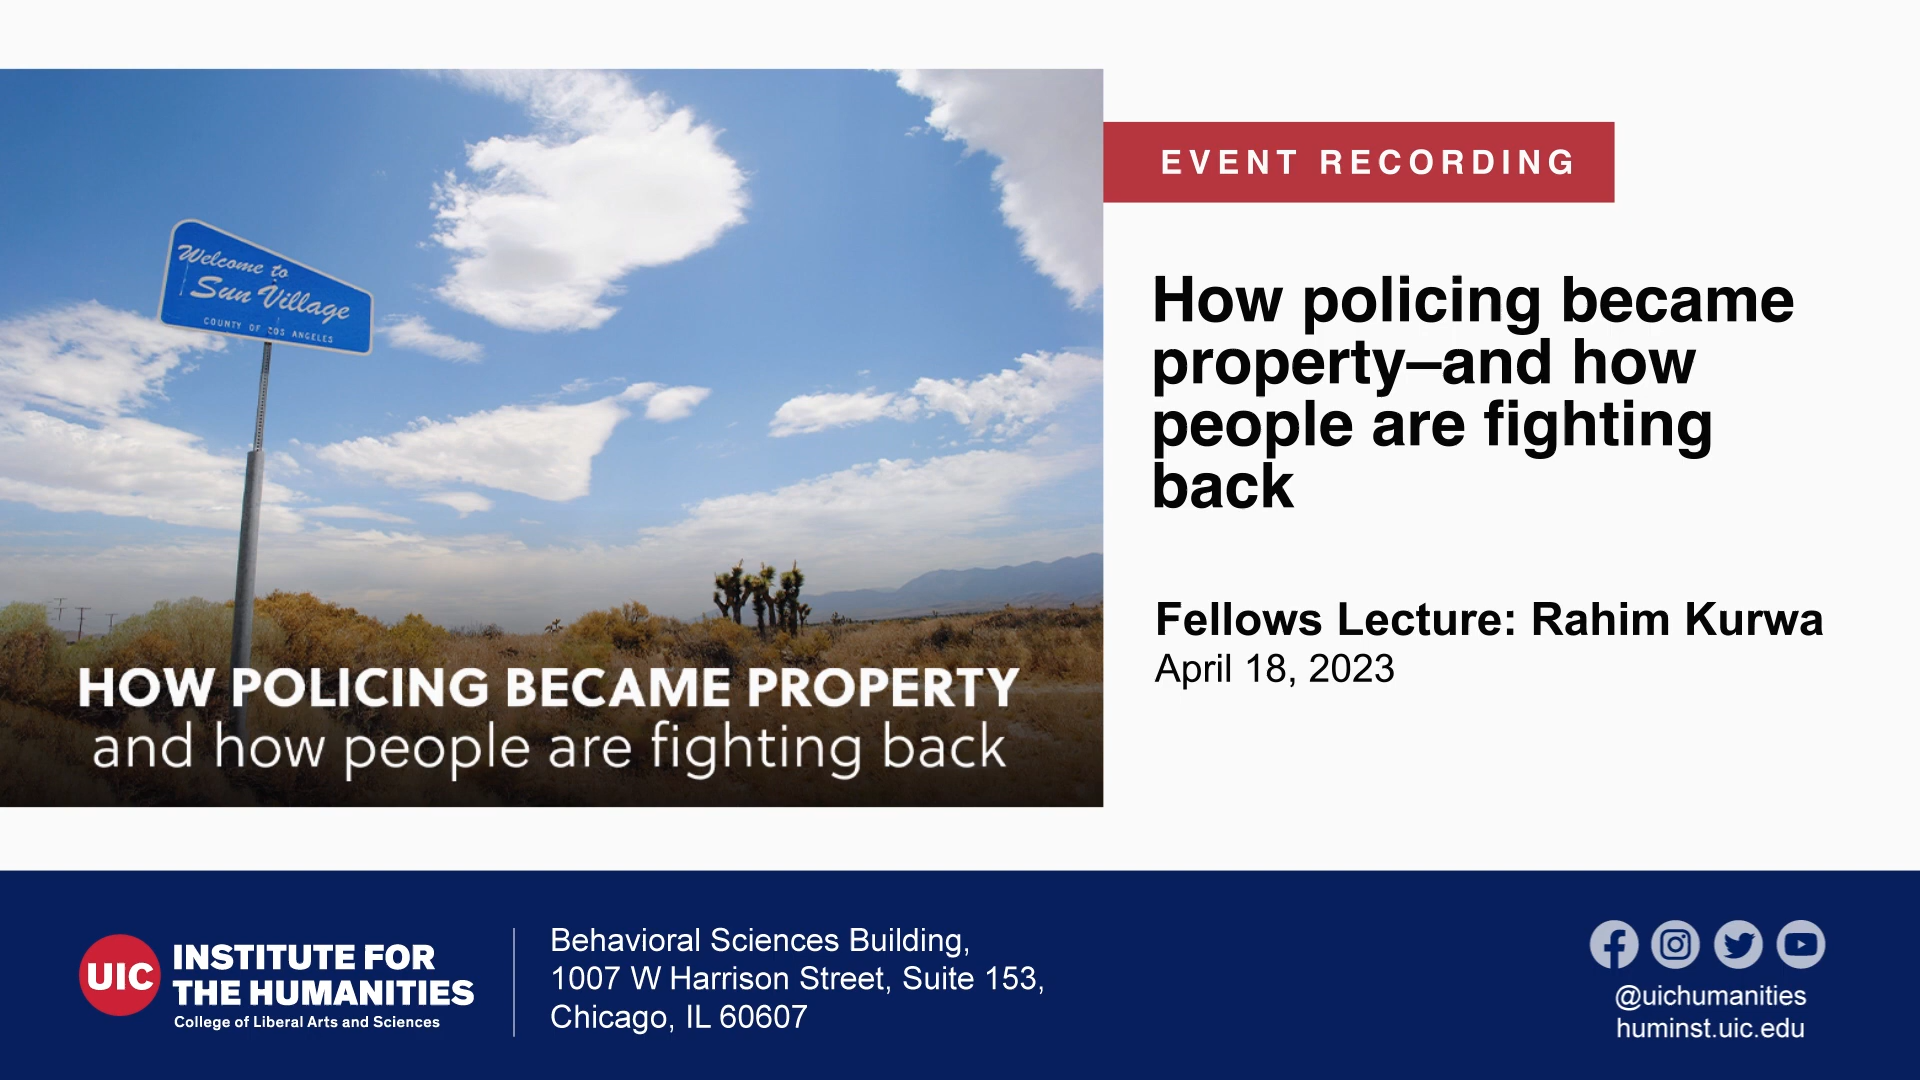 Welcome to
Sun Village
COUNTY OF LOS ANGELES
HOW POLICING BECAME PROPERTY
and how people are fighting back
EVENT RECORDING
How policing became
property–and how
people are fighting
back
Fellows Lecture: Rahim Kurwa
April 18, 2023
UIC
INSTITUTE FOR
THE HUMANITIES
College of Liberal Arts and Sciences
Behavioral Sciences Building,
1007 W Harrison Street, Suite 153,
Chicago, IL 60607
@uichumanities
huminst.uic.edu